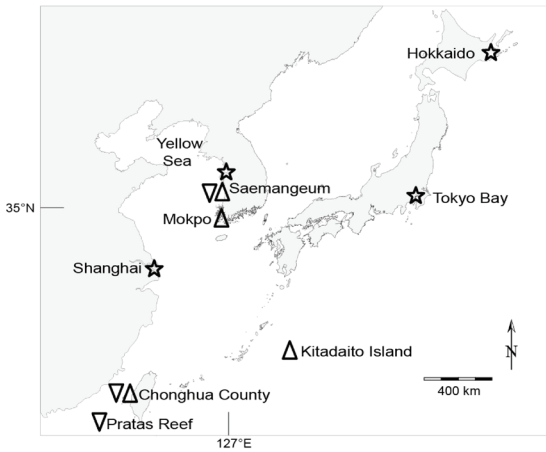 Hokkaido
Yellow
Sea
Saemangeum
Tokyo Bay
35°N
Mokpo
Shanghai
Kitadaito Island
N
400 km
Chonghua County
Pratas Reef
127°E